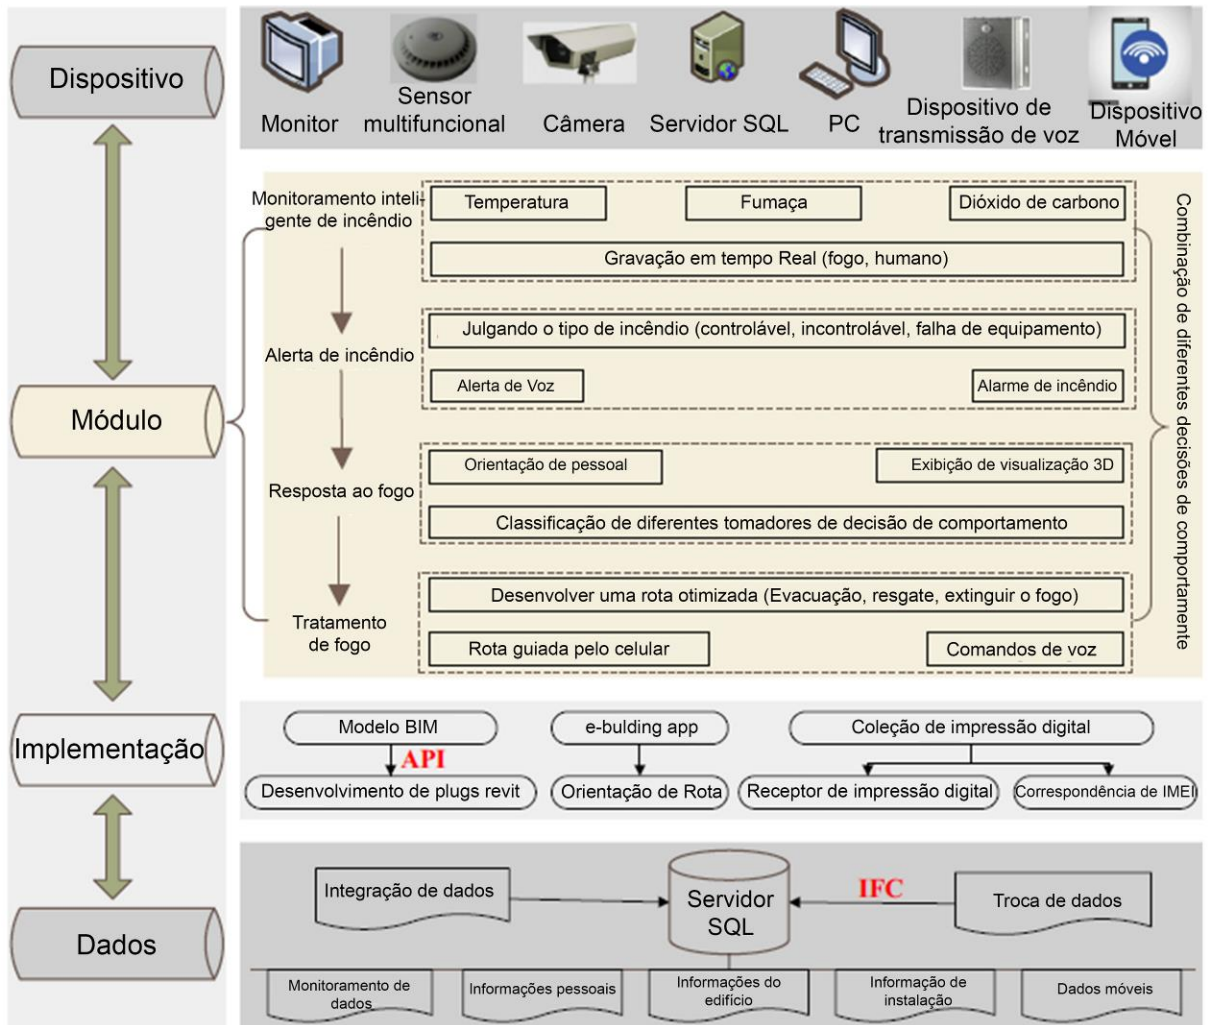 Dispositivo
Monitor
Sensor
multifuncional
Câmera
Servidor SQL
PC
Dispositivo de
transmissão de voz
Dispositivo
Móvel
Módulo
Monitoramento inteli-
gente de incêndio
Temperatura
Fumaça
Dióxido de carbono
Gravação em tempo Real (fogo, humano)
Alerta de incêndio
Julgando o tipo de incêndio (controlável, incontrolável, falha de equipamento)
Alerta de Voz
Alarme de incêndio
Resposta ao fogo
Orientação de pessoal
Exibição de visualização 3D
Classificação de diferentes tomadores de decisão de comportamento
Tratamento
de fogo
Desenvolver uma rota otimizada (Evacuação, resgate, extinguir o fogo)
Rota guiada pelo celular
Comandos de voz
Combinação de diferentes decisões de comportamente
Implementação
Modelo BIM
API
Desenvolvimento de plugs revit
e-bulding app
Orientação de Rota
Coleção de impressão digital
Receptor de impressão digital
Correspondência de IMEI
Dados
Integração de dados
Servidor
SQL
IFC
Troca de dados
Monitoramento de
dados
Informações pessoais
Informações do
edifício
Informação de
instalação
Dados móveis